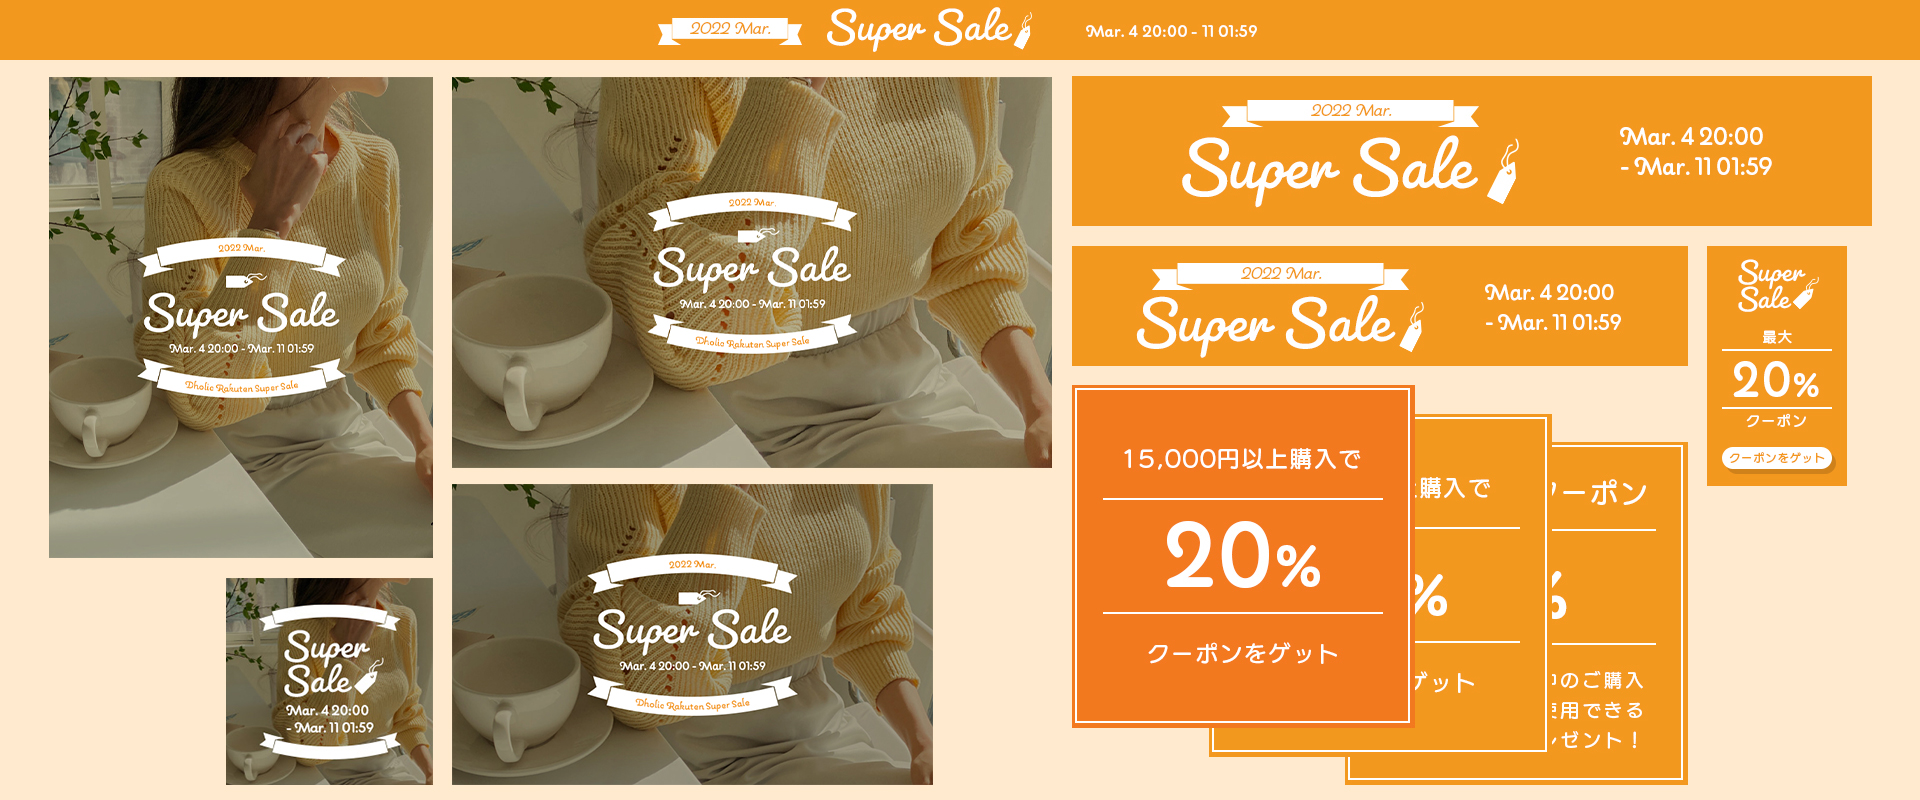 2022 Mar.
Super Sale
Mar. 4 20:00 - 11 01:59
2022 Mar.
Super Sale
Mar. 4 20:00 - Mar. 11 01:59
Dholic Rakuten Super Sale
2022 Mar.
Super Sale
Mar. 4 20:00 - Mar. 11 01:59
Dholic Rakuten Super Sale
Super
Sale
Mar. 4 20:00
- Mar. 11 01:59
2022 Mar.
Super Sale
Mar. 4 20:00 - Mar. 11 01:59
Dholic Rakuten Super Sale
2022 Mar.
Super Sale
Mar. 4 20:00
- Mar. 11 01:59
2022 Mar.
Super Sale
Mar. 4 20:00
- Mar. 11 01:59
Super
Sale
最大
20%
クーポン
クーポンをゲット
15,000円以上購入で
20%
クーポンをゲット
購入で
%
ゲット
ーポン
%
のご購入
用できる
ゼント！